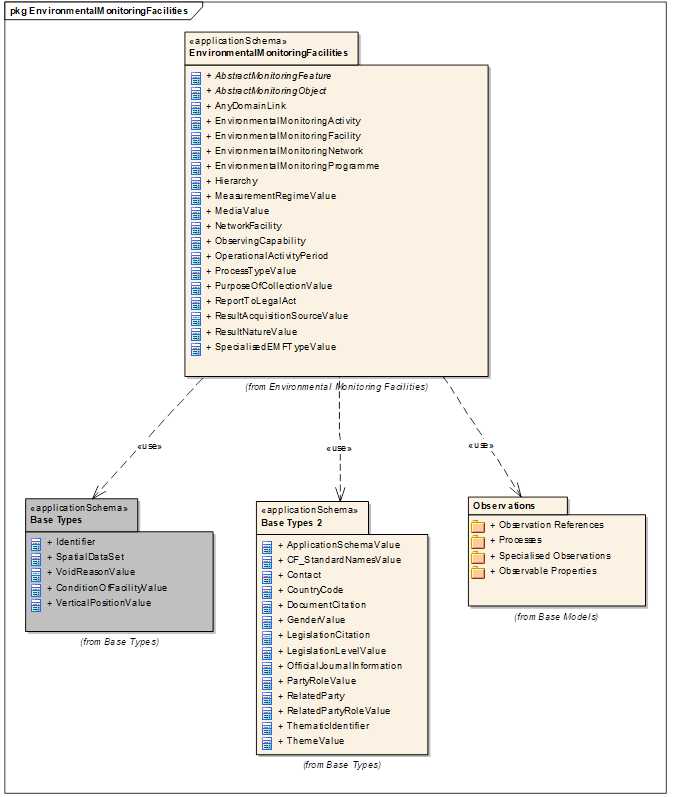 pkg EnvironmentalMonitoringFacilities
«applicationSchema»
EnvironmentalMonitoringFacilities
+ AbstractMonitoringFeature
+ AbstractMonitoringObject
+ AnyDomainLink
+ EnvironmentalMonitoringActivity
+ EnvironmentalMonitoringFacility
+ EnvironmentalMonitoringNetwork
+ EnvironmentalMonitoringProgramme
+ Hierarchy
+ MeasurementRegimeValue
+ MediaValue
+ NetworkFacility
+ ObservingCapability
+ OperationalActivityPeriod
+ ProcessTypeValue
+ PurposeOfCollectionValue
+ ReportToLegalAct
+ ResultAcquisitionSourceValue
+ ResultNatureValue
+ SpecialisedEMFTypeValue
(from Environmental Monitoring Facilities)
«use»
«use»
«use»
«applicationSchema»
Base Types
+ Identifier
+ SpatialDataSet
+ VoidReasonValue
+ ConditionOfFacilityValue
+ VerticalPositionValue
(from Base Types)
«applicationSchema»
Base Types 2
+ ApplicationSchemaValue
+ CF_StandardNamesValue
+ Contact
+ CountryCode
+ DocumentCitation
+ GenderValue
+ LegislationCitation
+ LegislationLevelValue
+ OfficialJournalInformation
+ PartyRoleValue
+ RelatedParty
+ RelatedPartyRoleValue
+ ThematicIdentifier
+ ThemeValue
(from Base Types)
Observations
+ Observation References
+ Processes
+ Specialised Observations
+ Observable Properties
(from Base Models)